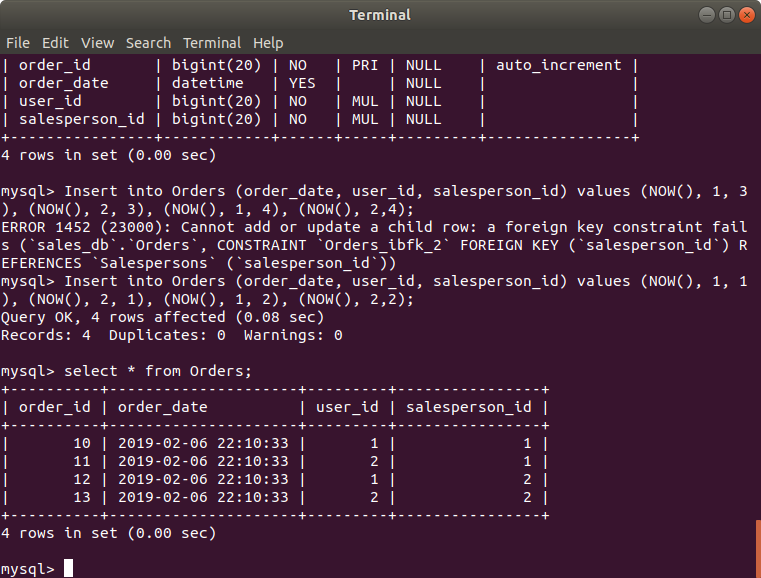 Terminal
File Edit View Search Terminal Help
| order_id       | bigint(20) | NO   | PRI | NULL    | auto_increment |
| order_date     | datetime   | YES  |     | NULL    |                |
| user_id        | bigint(20) | NO   | MUL | NULL    |                |
| salesperson_id | bigint(20) | NO   | MUL | NULL    |                |
+----------------+------------+------+-----+---------+----------------+
4 rows in set (0.00 sec)
mysql> Insert into Orders (order_date, user_id, salesperson_id) values (NOW(), 1, 3
), (NOW(), 2, 3), (NOW(), 1, 4), (NOW(), 2,4);
ERROR 1452 (23000): Cannot add or update a child row: a foreign key constraint fail
s (`sales_db`.`Orders`, CONSTRAINT `Orders_ibfk_2` FOREIGN KEY (`salesperson_id`) R
EFERENCES `Salespersons` (`salesperson_id`))
mysql> Insert into Orders (order_date, user_id, salesperson_id) values (NOW(), 1, 1
), (NOW(), 2, 1), (NOW(), 1, 2), (NOW(), 2,2);
Query OK, 4 rows affected (0.08 sec)
Records: 4  Duplicates: 0  Warnings: 0
mysql> select * from Orders;
+----------+---------------------+---------+----------------+
| order_id | order_date          | user_id | salesperson_id |
+----------+---------------------+---------+----------------+
|       10 | 2019-02-06 22:10:33 |       1 |              1 |
|       11 | 2019-02-06 22:10:33 |       2 |              1 |
|       12 | 2019-02-06 22:10:33 |       1 |              2 |
|       13 | 2019-02-06 22:10:33 |       2 |              2 |
+----------+---------------------+---------+----------------+
4 rows in set (0.00 sec)
mysql>